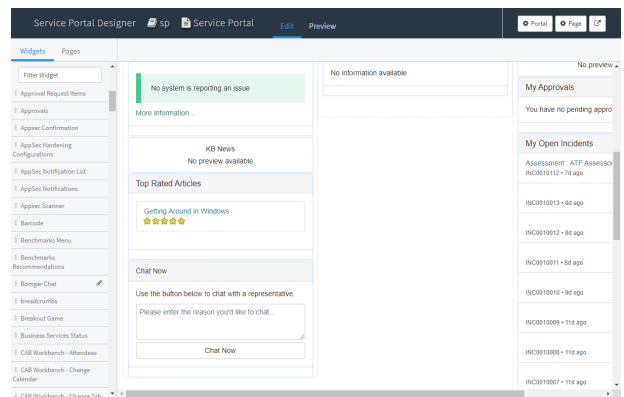 Service Portal Designer sp Service Portal Edit Preview Portal Page
Widgets Pages
Filter Widget
Approval Request Items
Approvals
Appsec Confirmation
AppSec Hardening
Configurations
AppSec Notification List
AppSec Notifications
Appsec Scanner
Barcode
Benchmarks Menu
Benchmarks
Recommendations
Bomgar Chat
breadcrumbs
Breakout Game
Business Services Status
CAB Workbench - Attendees
CAB Workbench - Change
Calendar
CAB Workbench - Change Tab
No system is reporting an issue
More information...
KB News
No preview available
Top Rated Articles
Getting Around in Windows
Chat Now
Use the button below to chat with a representative.
Please enter the reason you'd like to chat...
Chat Now
No information available
No preview
My Approvals
You have no pending appro
My Open Incidents
Assessment : ATF Assessor
INC0010112 • 7d ago
INC0010013 • 8d ago
INC0010012 • 8d ago
INC0010011 • 8d ago
INC0010010 • 9d ago
INC0010009 • 11d ago
INC0010008 • 11d ago
INC0010007 • 11d ago